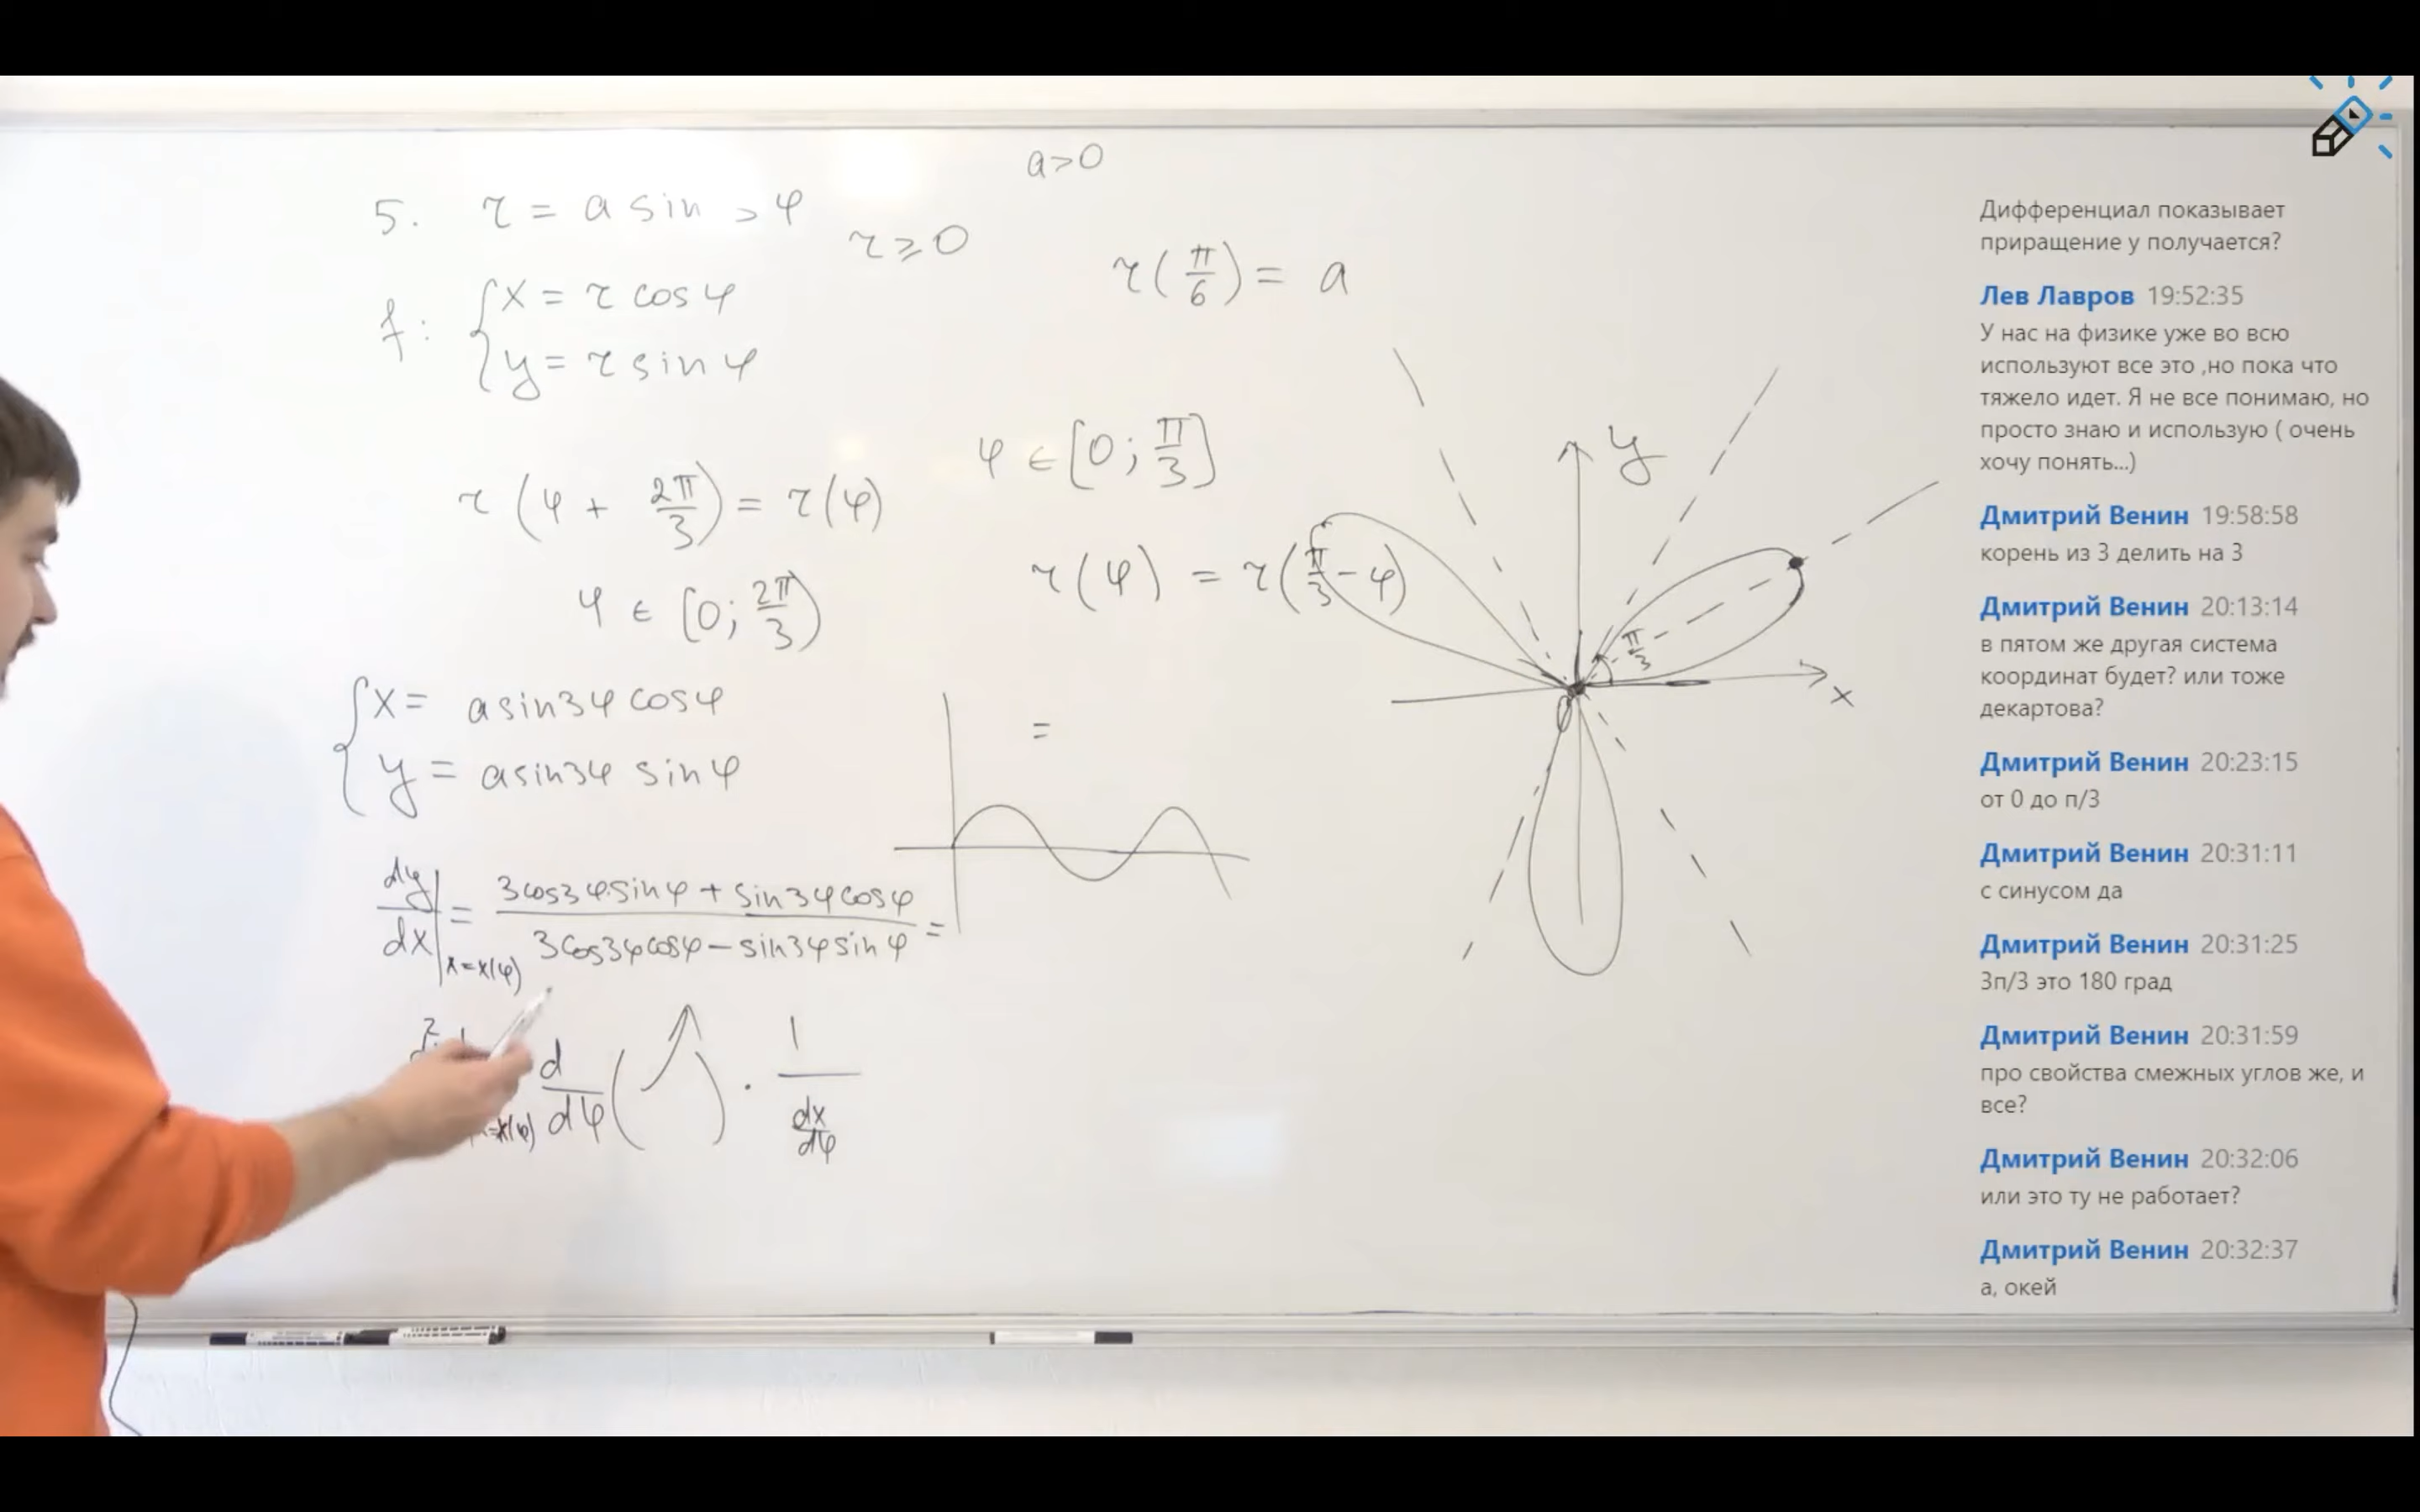 a>0
5. r = a sin 3φ
r ⩾ 0
r(π/6) = a
f: { x = r cos φ
y = r sin φ
φ ∈ [0; π/3]
y
r(φ + 2π/3) = r(φ)
r(φ) = r(π/3 − φ)
φ ∈ [0; 2π/3)
π/3
x
0
{ x = a sin3φ cosφ
y = a sin3φ sinφ
=
dy/dx |x=x(φ) = (3cos3φ·sinφ + sin3φcosφ)/(3cos3φcosφ − sin3φsinφ) =
d/dφ ( ) · 1/(dx/dφ)
=x(φ)
Дифференциал показывает
приращение у получается?
Лев Лавров 19:52:35
У нас на физике уже во всю
используют все это ,но пока что
тяжело идет. Я не все понимаю, но
просто знаю и использую ( очень
хочу понять...)
Дмитрий Венин 19:58:58
корень из 3 делить на 3
Дмитрий Венин 20:13:14
в пятом же другая система
координат будет? или тоже
декартова?
Дмитрий Венин 20:23:15
от 0 до п/3
Дмитрий Венин 20:31:11
с синусом да
Дмитрий Венин 20:31:25
3п/3 это 180 град
Дмитрий Венин 20:31:59
про свойства смежных углов же, и
все?
Дмитрий Венин 20:32:06
или это ту не работает?
Дмитрий Венин 20:32:37
а, окей